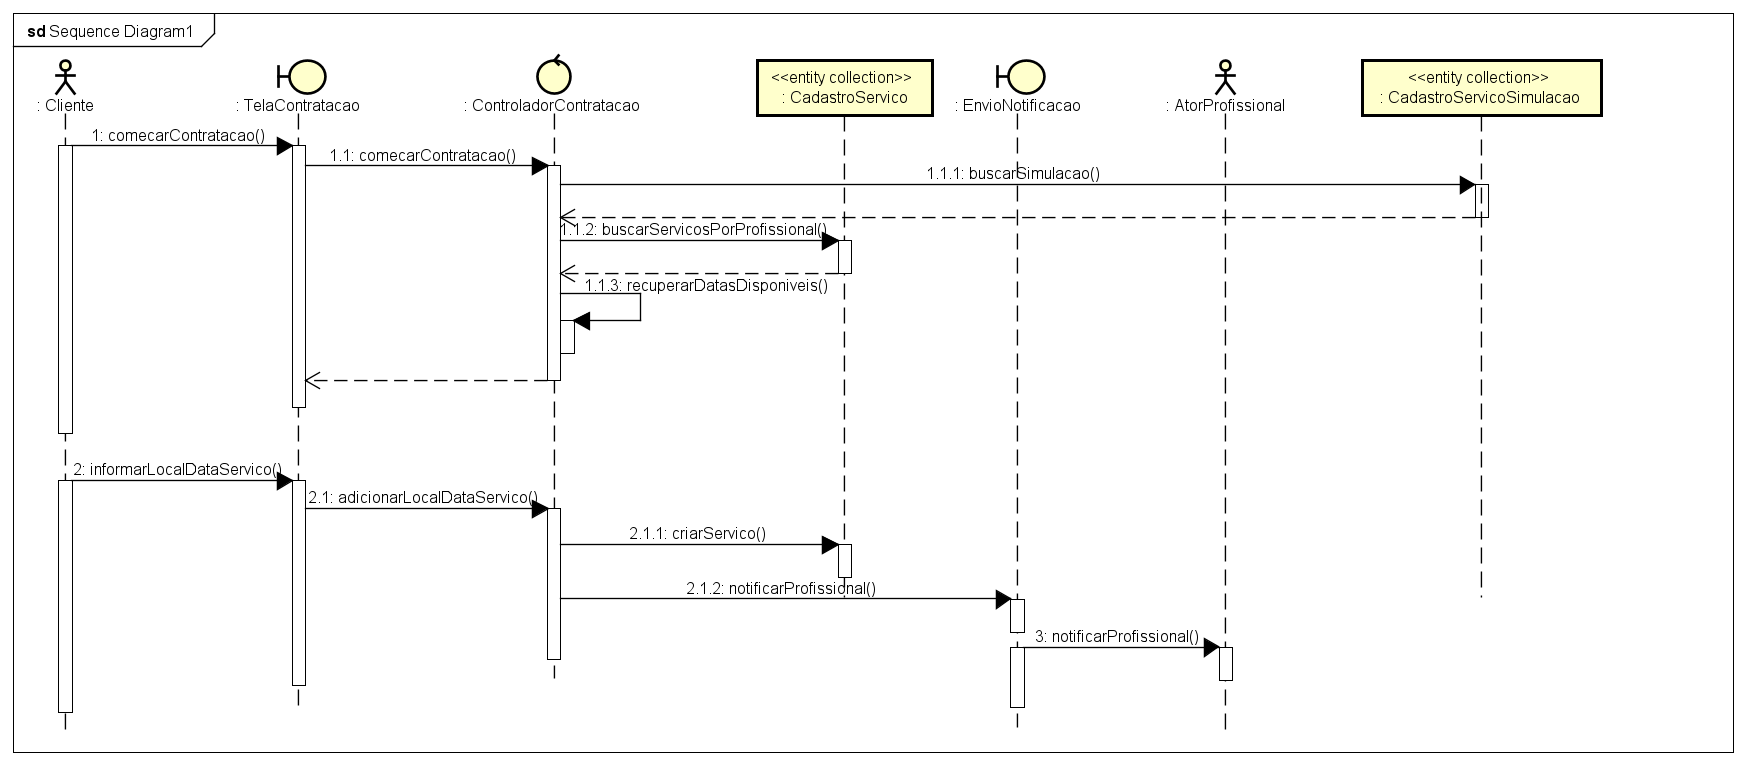 sd Sequence Diagram1
: Cliente
: TelaContratacao
: ControladorContratacao
<<entity collection>>
: CadastroServico
: EnvioNotificacao
: AtorProfissional
<<entity collection>>
: CadastroServicoSimulacao
1: comecarContratacao()
1.1: comecarContratacao()
1.1.1: buscarSimulacao()
1.1.2: buscarServicosPorProfissional()
1.1.3: recuperarDatasDisponiveis()
2: informarLocalDataServico()
2.1: adicionarLocalDataServico()
2.1.1: criarServico()
2.1.2: notificarProfissional()
3: notificarProfissional()